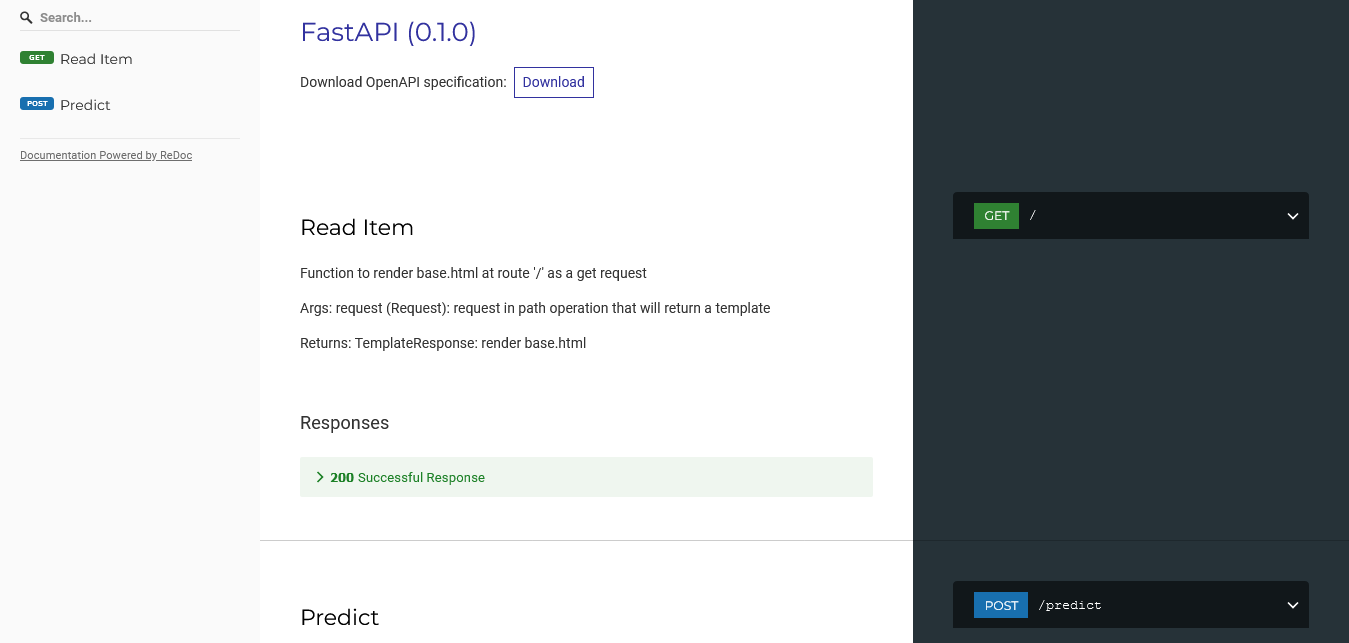 Search...
GET Read Item
POST Predict
Documentation Powered by ReDoc
FastAPI (0.1.0)
Download OpenAPI specification: Download
Read Item
Function to render base.html at route '/' as a get request
Args: request (Request): request in path operation that will return a template
Returns: TemplateResponse: render base.html
Responses
200 Successful Response
GET /
Predict
POST /predict